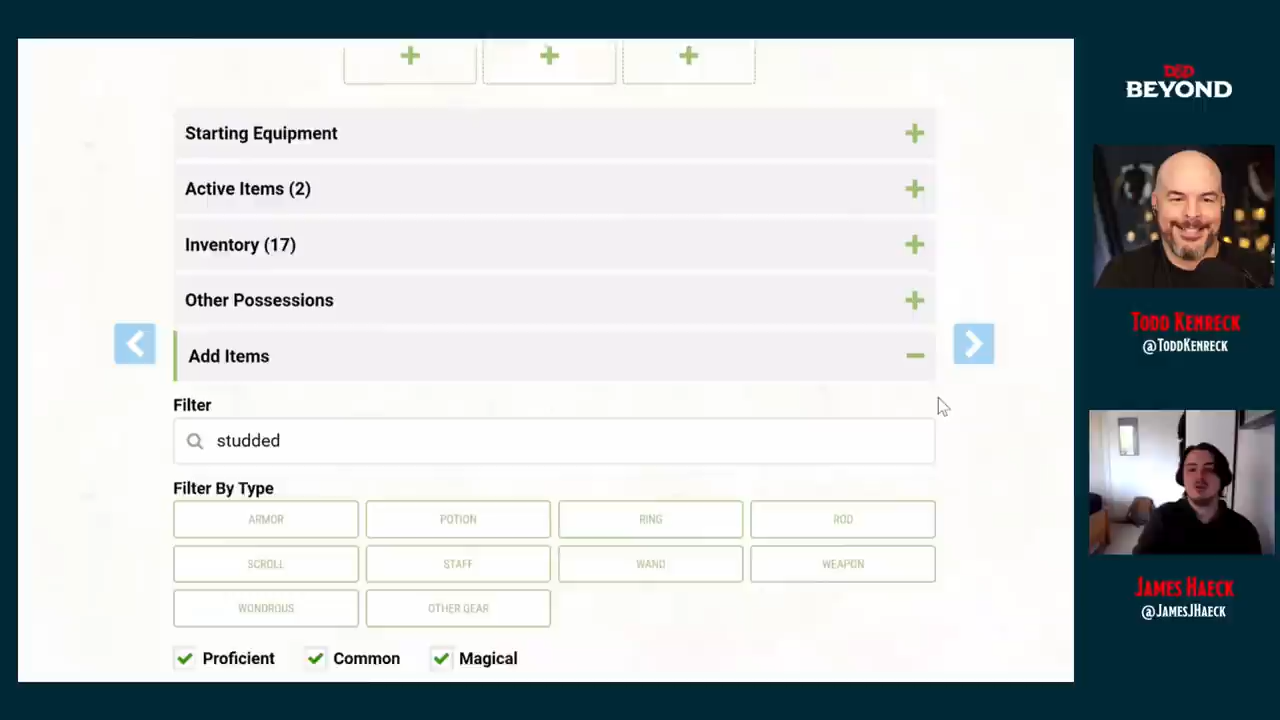 Starting Equipment
Active Items (2)
Inventory (17)
Other Possessions
Add Items
Filter
studded
Filter By Type
ARMOR
POTION
RING
ROD
SCROLL
STAFF
WAND
WEAPON
WONDROUS
OTHER GEAR
Proficient
Common
Magical
D&D
BEYOND
TODD KENRECK
@TODDKENRECK
JAMES HAECK
@JAMESJHAECK